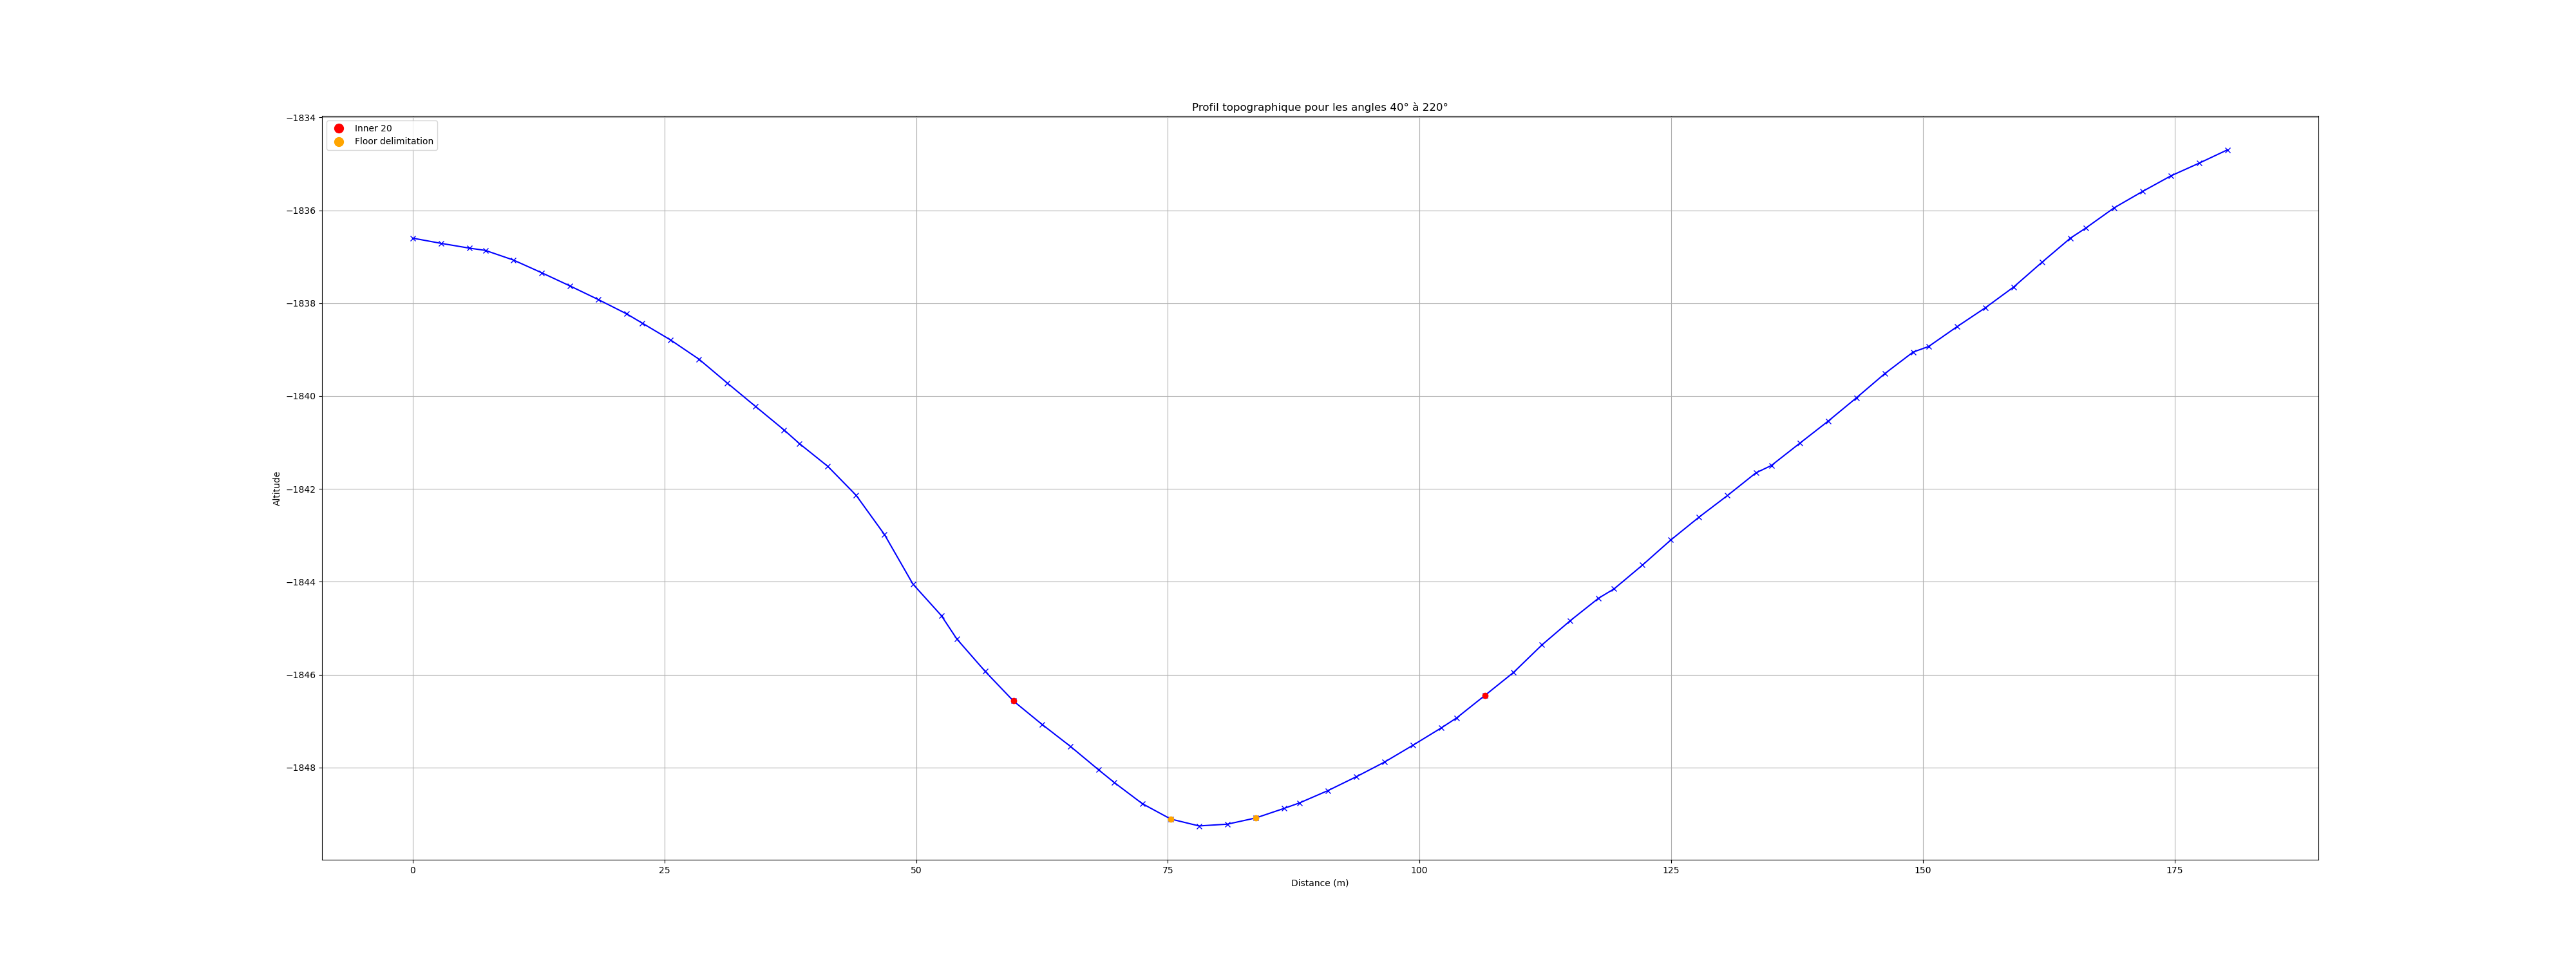 Profil topographique pour les angles 40° à 220°
Inner 20
Floor delimitation
−1834
−1836
−1838
−1840
−1842
−1844
−1846
−1848
Altitude
0 25 50 75 100 125 150 175
Distance (m)